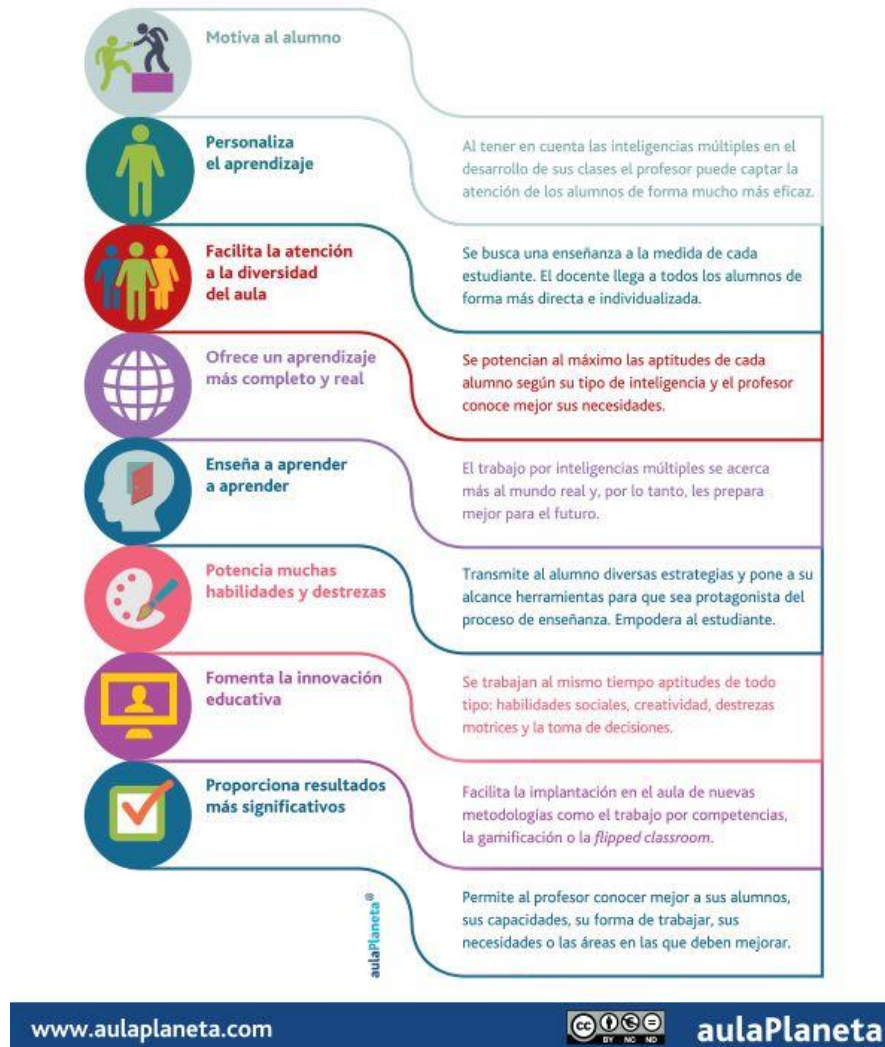 Motiva al alumno
Al tener en cuenta las inteligencias múltiples en el
desarrollo de sus clases el profesor puede captar la
atención de los alumnos de forma mucho más eficaz.
Personaliza
el aprendizaje
Se busca una enseñanza a la medida de cada
estudiante. El docente llega a todos los alumnos de
forma más directa e individualizada.
Facilita la atención
a la diversidad
del aula
Se potencian al máximo las aptitudes de cada
alumno según su tipo de inteligencia y el profesor
conoce mejor sus necesidades.
Ofrece un aprendizaje
más completo y real
El trabajo por inteligencias múltiples se acerca
más al mundo real y, por lo tanto, les prepara
mejor para el futuro.
Enseña a aprender
a aprender
Transmite al alumno diversas estrategias y pone a su
alcance herramientas para que sea protagonista del
proceso de enseñanza. Empodera al estudiante.
Potencia muchas
habilidades y destrezas
Se trabajan al mismo tiempo aptitudes de todo
tipo: habilidades sociales, creatividad, destrezas
motrices y la toma de decisiones.
Fomenta la innovación
educativa
Facilita la implantación en el aula de nuevas
metodologías como el trabajo por competencias,
la gamificación o la flipped classroom.
Proporciona resultados
más significativos
Permite al profesor conocer mejor a sus alumnos,
sus capacidades, su forma de trabajar, sus
necesidades o las áreas en las que deben mejorar.
aulaPlaneta®
www.aulaplaneta.com
cc BY NC ND
aulaPlaneta